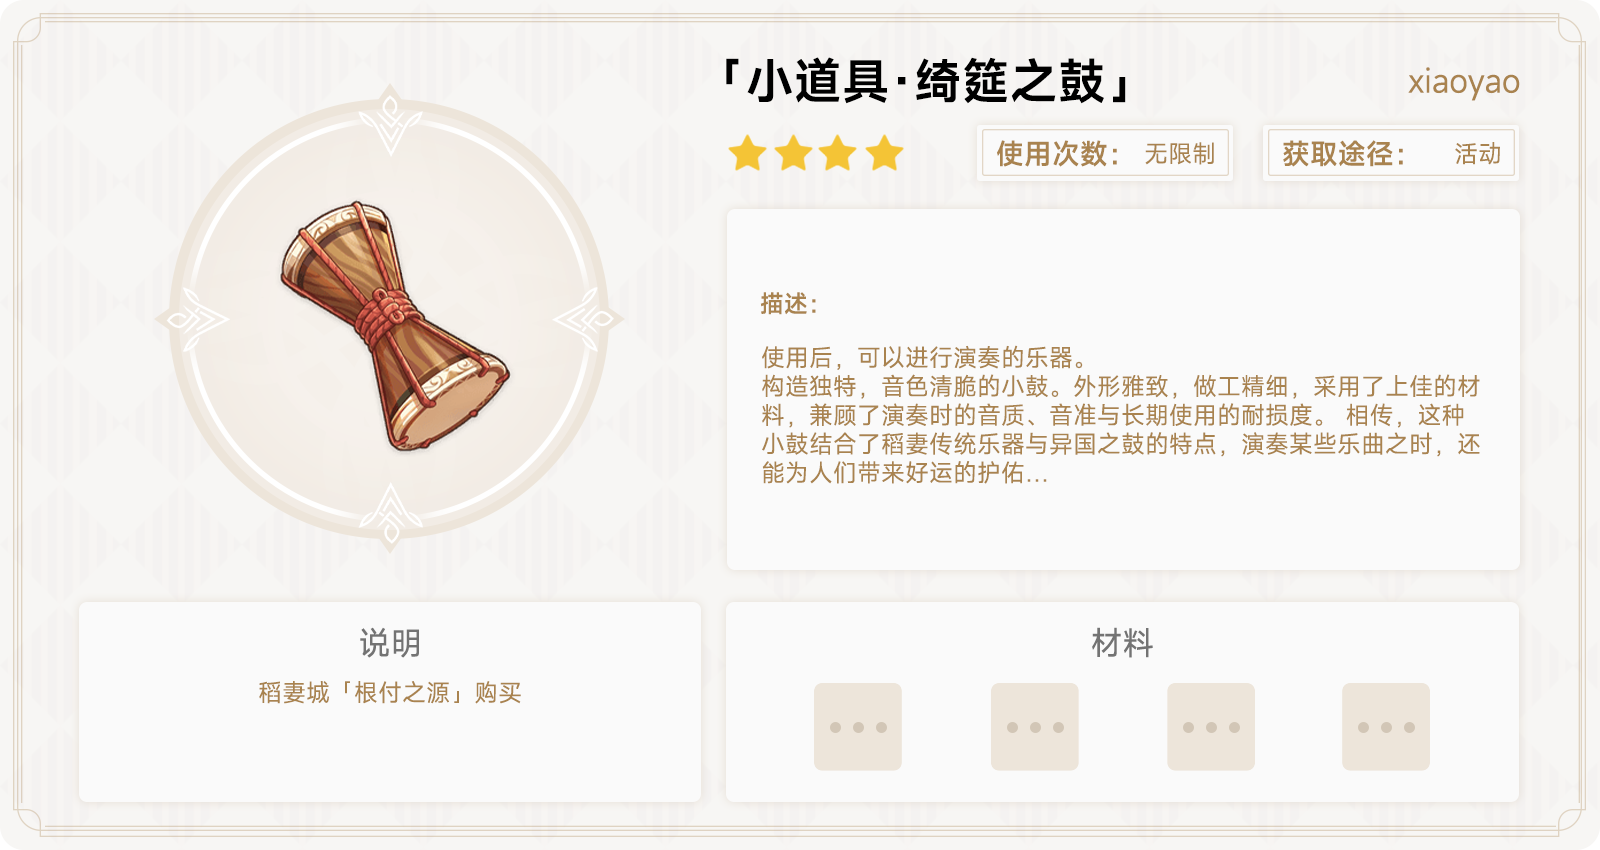 「小道具·绮筵之鼓」
xiaoyao
使用次数： 无限制
获取途径： 活动
描述：
使用后，可以进行演奏的乐器。
构造独特，音色清脆的小鼓。外形雅致，做工精细，采用了上佳的材
料，兼顾了演奏时的音质、音准与长期使用的耐损度。 相传，这种
小鼓结合了稻妻传统乐器与异国之鼓的特点，演奏某些乐曲之时，还
能为人们带来好运的护佑...
说明
稻妻城「根付之源」购买
材料